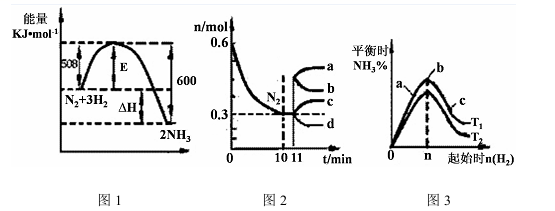 能量
KJ•mol⁻¹
508
E
600
N₂+3H₂
ΔH
2NH₃
图 1
n/mol
0.6
0.3
0
N₂
a
b
c
d
10 11
t/min
图 2
平衡时
NH₃%
a
b
c
T₁
T₂
0
n
起始时n(H₂)
图 3